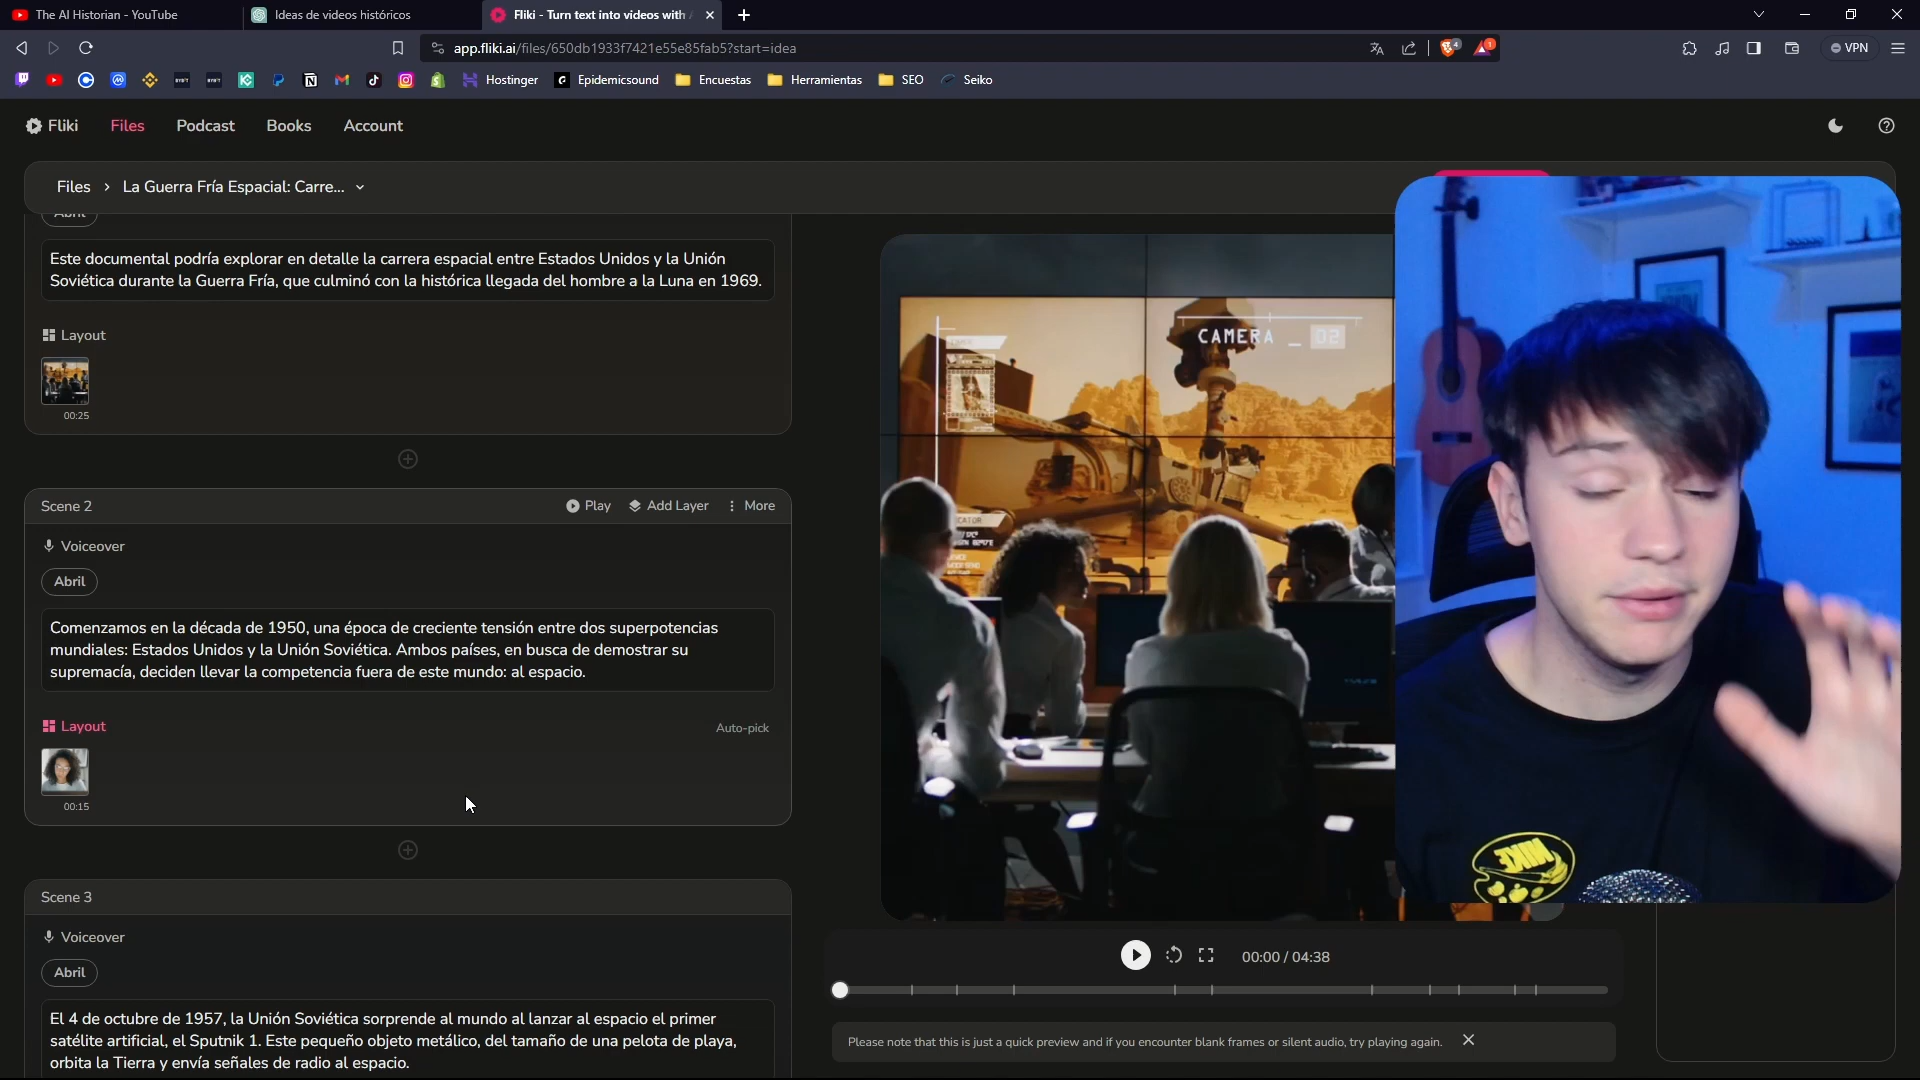 The AI Historian - YouTube
Ideas de videos históricos
Fliki - Turn text into videos with
app.fliki.ai/files/650db1933f7421e55e85fab5?start=idea
4
1
VPN
Hostinger
Epidemicsound
Encuestas
Herramientas
SEO
Seiko
Fliki
Files
Podcast
Books
Account
Files > La Guerra Fría Espacial: Carre...
Abril
Este documental podría explorar en detalle la carrera espacial entre Estados Unidos y la Unión
Soviética durante la Guerra Fría, que culminó con la histórica llegada del hombre a la Luna en 1969.
Layout
00:25
Scene 2
Play
Add Layer
More
Voiceover
Abril
Comenzamos en la década de 1950, una época de creciente tensión entre dos superpotencias
mundiales: Estados Unidos y la Unión Soviética. Ambos países, en busca de demostrar su
supremacía, deciden llevar la competencia fuera de este mundo: al espacio.
Layout
Auto-pick
00:15
Scene 3
Voiceover
Abril
El 4 de octubre de 1957, la Unión Soviética sorprende al mundo al lanzar al espacio el primer
satélite artificial, el Sputnik 1. Este pequeño objeto metálico, del tamaño de una pelota de playa,
orbita la Tierra y envía señales de radio al espacio.
CAMERA _ 02
NIKE
00:00 / 04:38
Please note that this is just a quick preview and if you encounter blank frames or silent audio, try playing again.